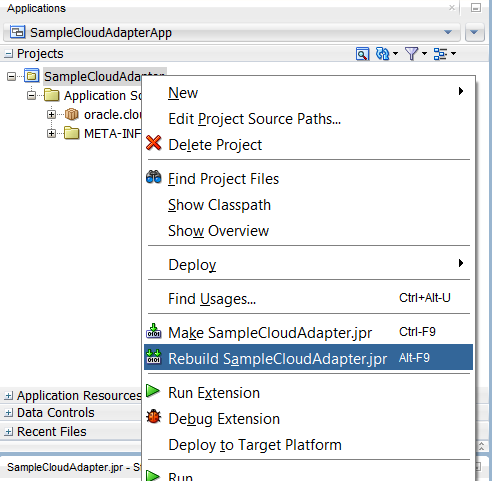 Applications
SampleCloudAdapterApp
Projects
SampleCloudAdapter
Application So
oracle.clou
META-INF
New
Edit Project Source Paths...
Delete Project
Find Project Files
Show Classpath
Show Overview
Deploy
Find Usages... Ctrl+Alt-U
Make SampleCloudAdapter.jpr Ctrl-F9
Rebuild SampleCloudAdapter.jpr Alt-F9
Run Extension
Debug Extension
Deploy to Target Platform
Run
Application Resources
Data Controls
Recent Files
SampleCloudAdapter.jpr - St